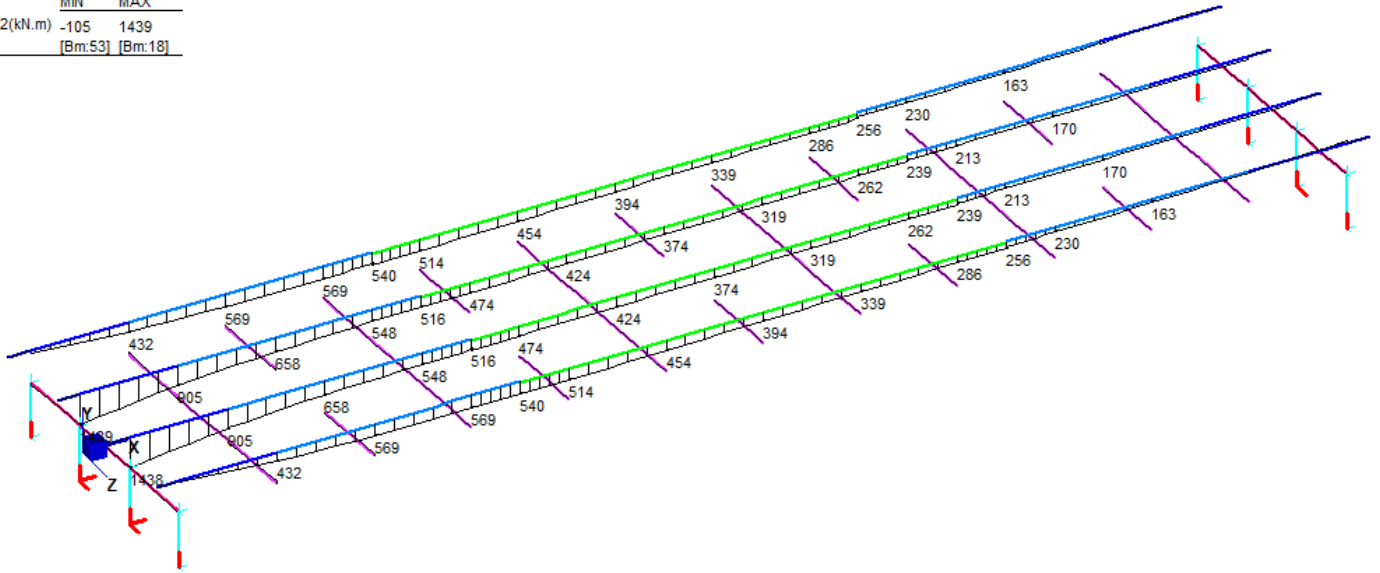 MIN MAX
2(kN.m) -105 1439
[Bm:53] [Bm:18]
163
256 230 170
286 213
339 262 239 170
394 319 213 163
454 374 239 230
540 514 424 319 262 256
569 474 374 286
569 548 516 424 339
432 658 516 474 454 394
905 548 540 514
658 569
905 569
432
Y
X
Z
1438